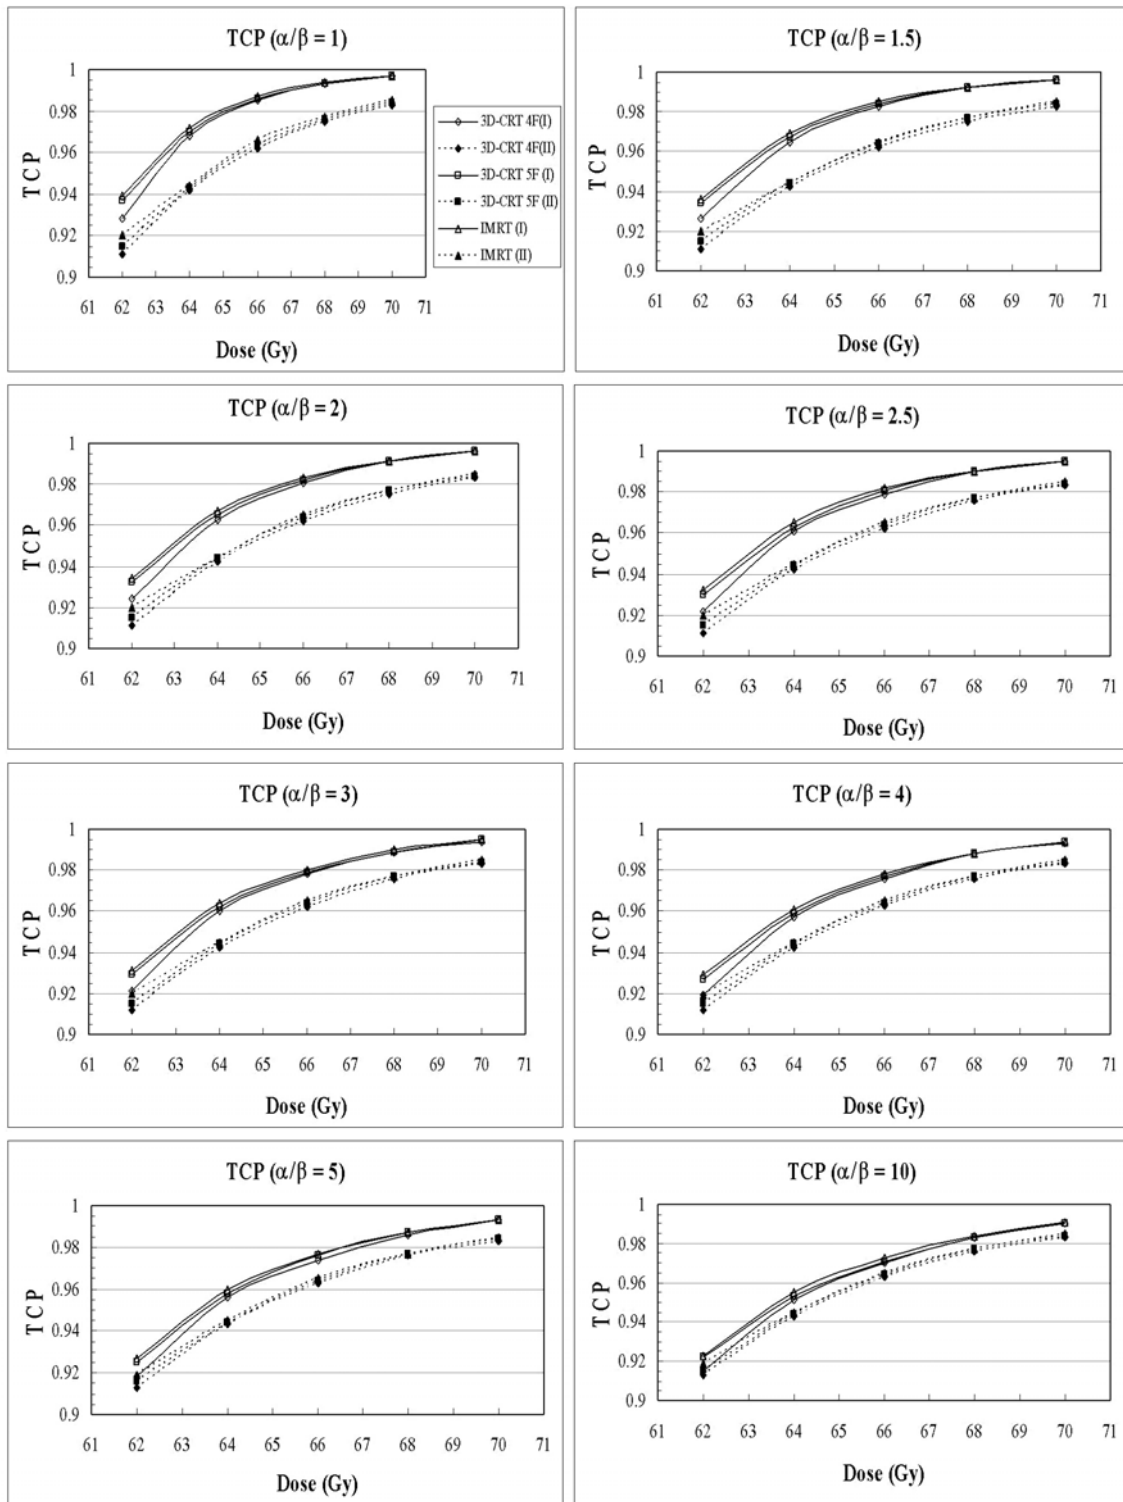 TCP (α/β = 1)
TCP
1
0.98
0.96
0.94
0.92
0.9
61 62 63 64 65 66 67 68 69 70 71
Dose (Gy)
3D-CRT 4F(I)
3D-CRT 4F(II)
3D-CRT 5F (I)
3D-CRT 5F (II)
IMRT (I)
IMRT (II)
TCP (α/β = 1.5)
TCP
1
0.98
0.96
0.94
0.92
0.9
61 62 63 64 65 66 67 68 69 70 71
Dose (Gy)
TCP (α/β = 2)
TCP
1
0.98
0.96
0.94
0.92
0.9
61 62 63 64 65 66 67 68 69 70 71
Dose (Gy)
TCP (α/β = 2.5)
TCP
1
0.98
0.96
0.94
0.92
0.9
61 62 63 64 65 66 67 68 69 70 71
Dose (Gy)
TCP (α/β = 3)
TCP
1
0.98
0.96
0.94
0.92
0.9
61 62 63 64 65 66 67 68 69 70 71
Dose (Gy)
TCP (α/β = 4)
TCP
1
0.98
0.96
0.94
0.92
0.9
61 62 63 64 65 66 67 68 69 70 71
Dose (Gy)
TCP (α/β = 5)
TCP
1
0.98
0.96
0.94
0.92
0.9
61 62 63 64 65 66 67 68 69 70 71
Dose (Gy)
TCP (α/β = 10)
TCP
1
0.98
0.96
0.94
0.92
0.9
61 62 63 64 65 66 67 68 69 70 71
Dose (Gy)